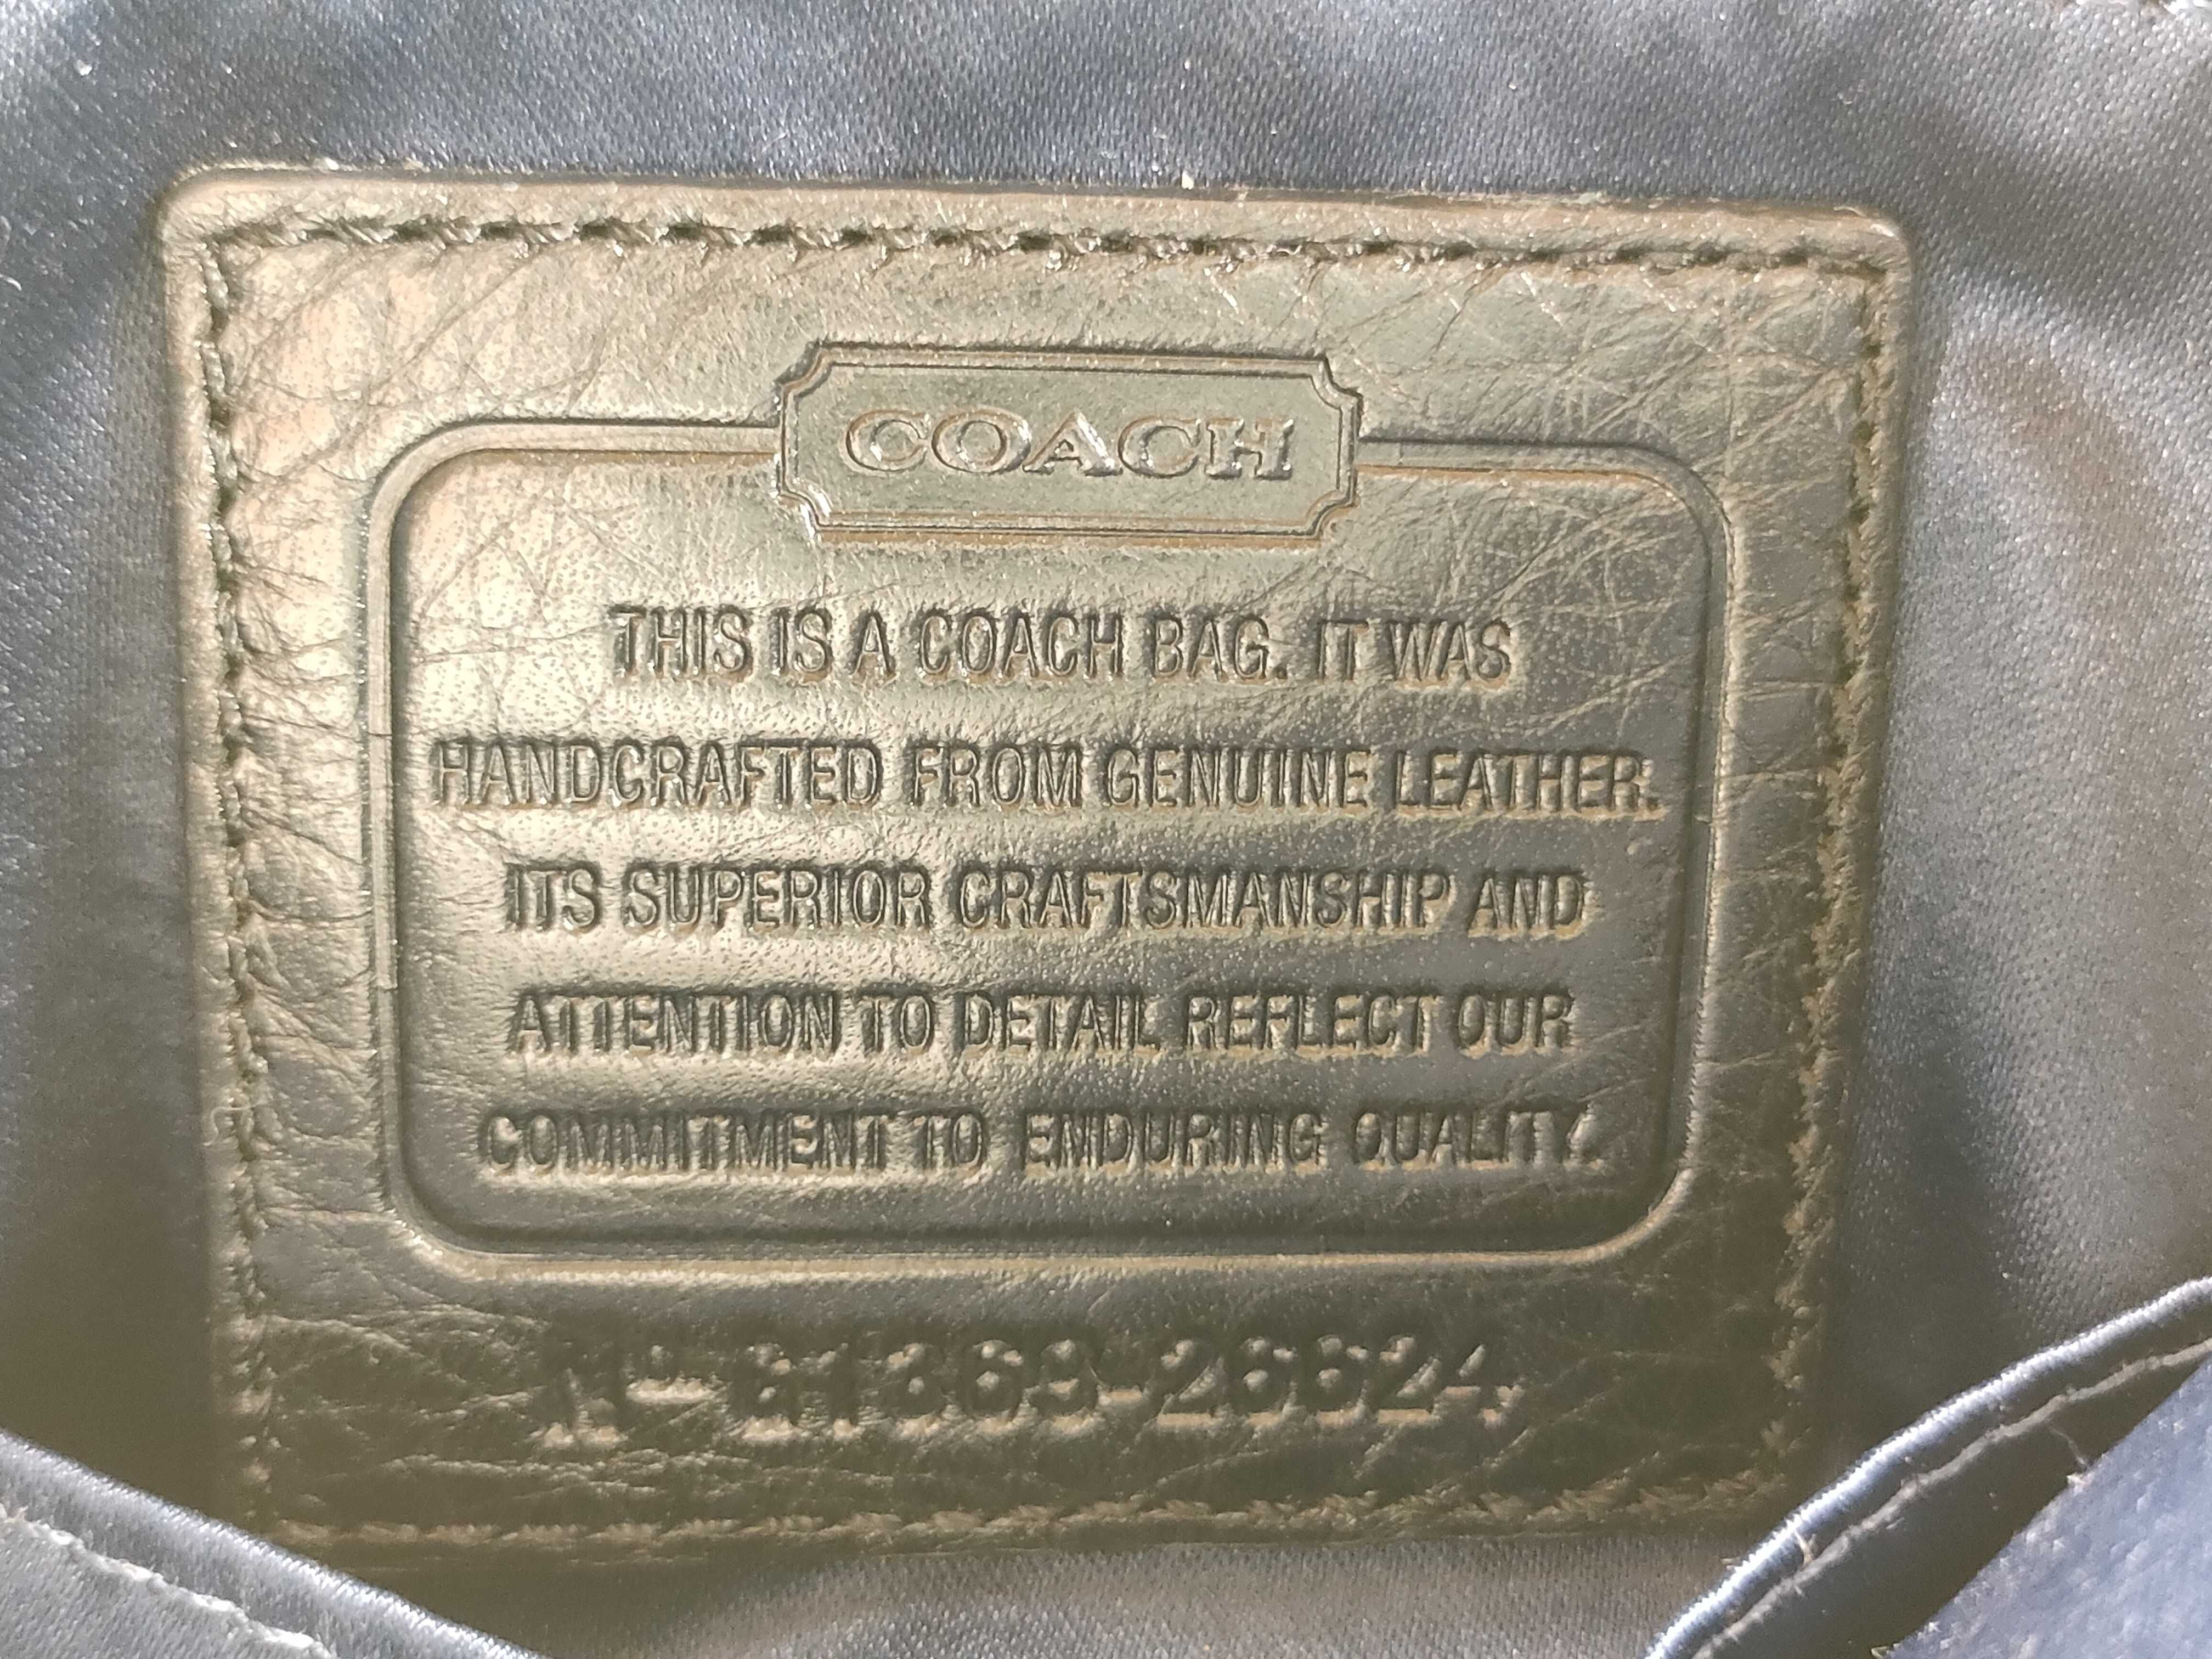 COACH
THIS IS A COACH BAG. IT WAS
HANDCRAFTED FROM GENUINE LEATHER.
ITS SUPERIOR CRAFTSMANSHIP AND
ATTENTION TO DETAIL REFLECT OUR
COMMITMENT TO ENDURING QUALITY.